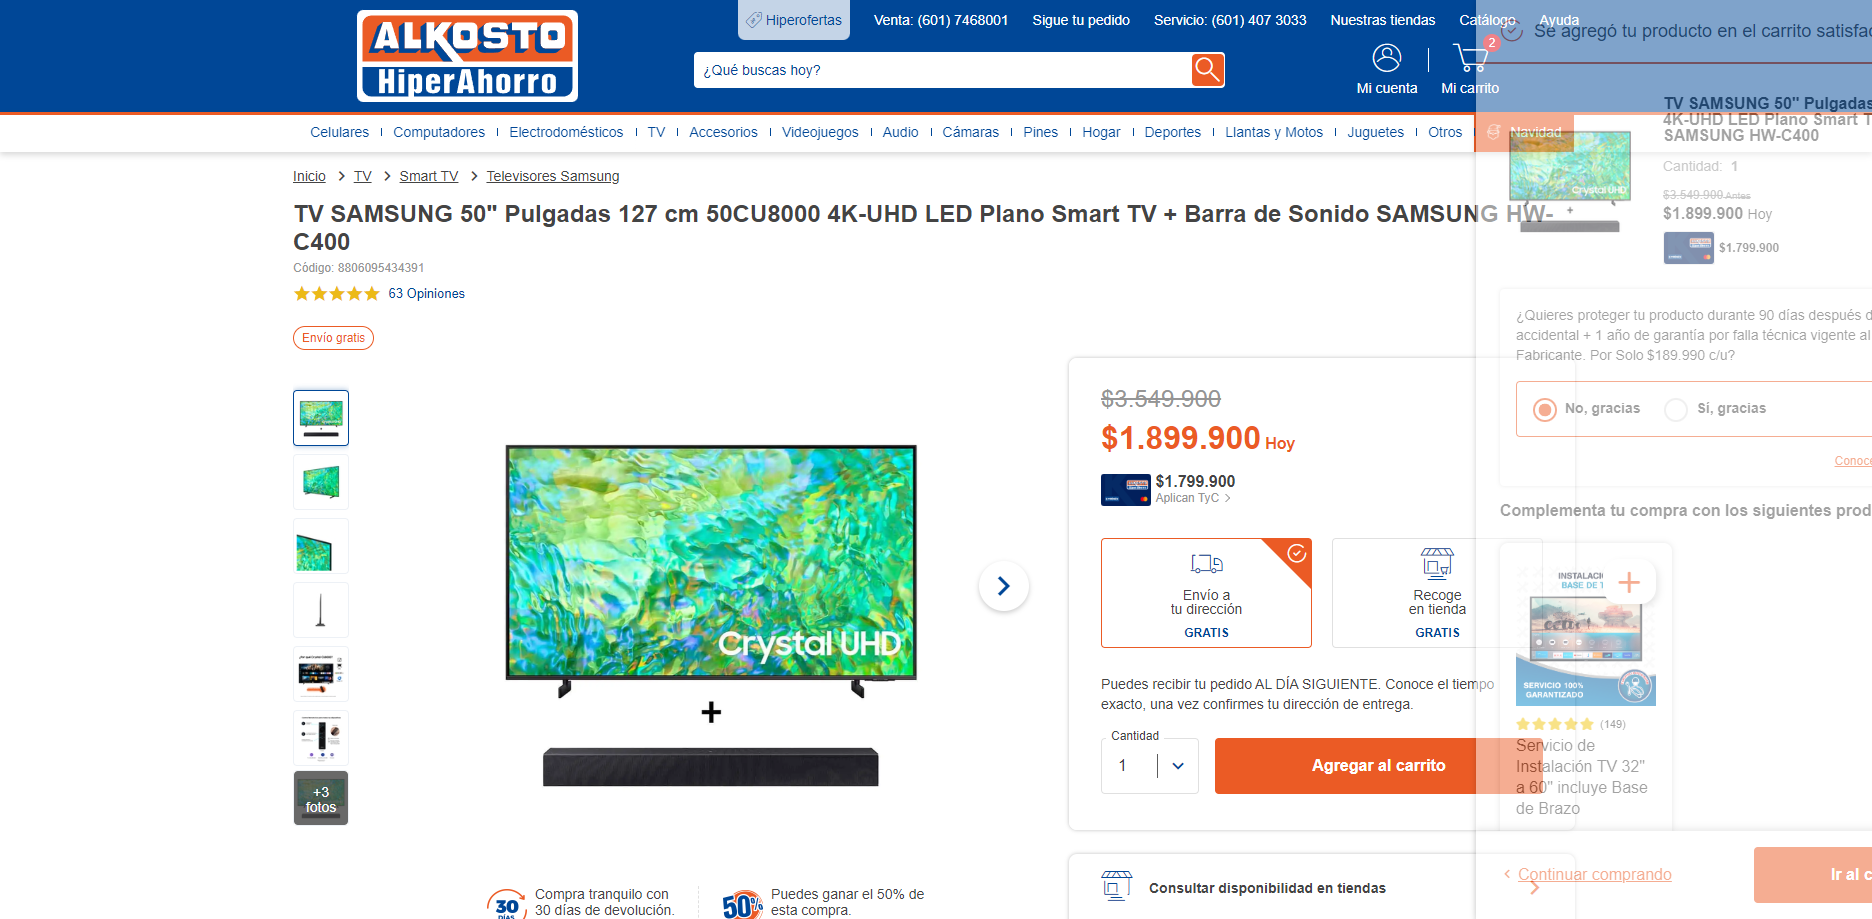 Hiperofertas
Venta: (601) 7468001
Sigue tu pedido
Servicio: (601) 407 3033
Nuestras tiendas
Catálogo
Ayuda
ALKOSTO
HiperAhorro
¿Qué buscas hoy?
Mi cuenta
2
Mi carrito
Celulares
Computadores
Electrodomésticos
TV
Accesorios
Videojuegos
Audio
Cámaras
Pines
Hogar
Deportes
Llantas y Motos
Juguetes
Otros
Navidad
Inicio > TV > Smart TV > Televisores Samsung
TV SAMSUNG 50" Pulgadas 127 cm 50CU8000 4K-UHD LED Plano Smart TV + Barra de Sonido SAMSUNG HW-
C400
Código: 8806095434391
63 Opiniones
Envío gratis
+3
fotos
Crystal UHD
+
$3.549.900
$1.899.900 Hoy
$1.799.900
Aplican TyC >
Envío a
tu dirección
GRATIS
Recoge
en tienda
GRATIS
Puedes recibir tu pedido AL DÍA SIGUIENTE. Conoce el tiempo
exacto, una vez confirmes tu dirección de entrega.
Cantidad
1
Agregar al carrito
Consultar disponibilidad en tiendas
30
DÍAS
Compra tranquilo con
30 días de devolución.
50%
Puedes ganar el 50% de
esta compra.
Se agregó tu producto en el carrito satisfac
TV SAMSUNG 50" Pulgadas
4K-UHD LED Plano Smart T
SAMSUNG HW-C400
Cantidad: 1
$3.549.900 Antes
$1.899.900 Hoy
$1.799.900
Crystal UHD
+
¿Quieres proteger tu producto durante 90 días después d
accidental + 1 año de garantía por falla técnica vigente al
Fabricante. Por Solo $189.990 c/u?
No, gracias
Sí, gracias
Conoce
Complementa tu compra con los siguientes prod
INSTALACI
BASE DE T
SERVICIO 100%
GARANTIZADO
(149)
Servicio de
Instalación TV 32"
a 60" incluye Base
de Brazo
< Continuar comprando
Ir al c